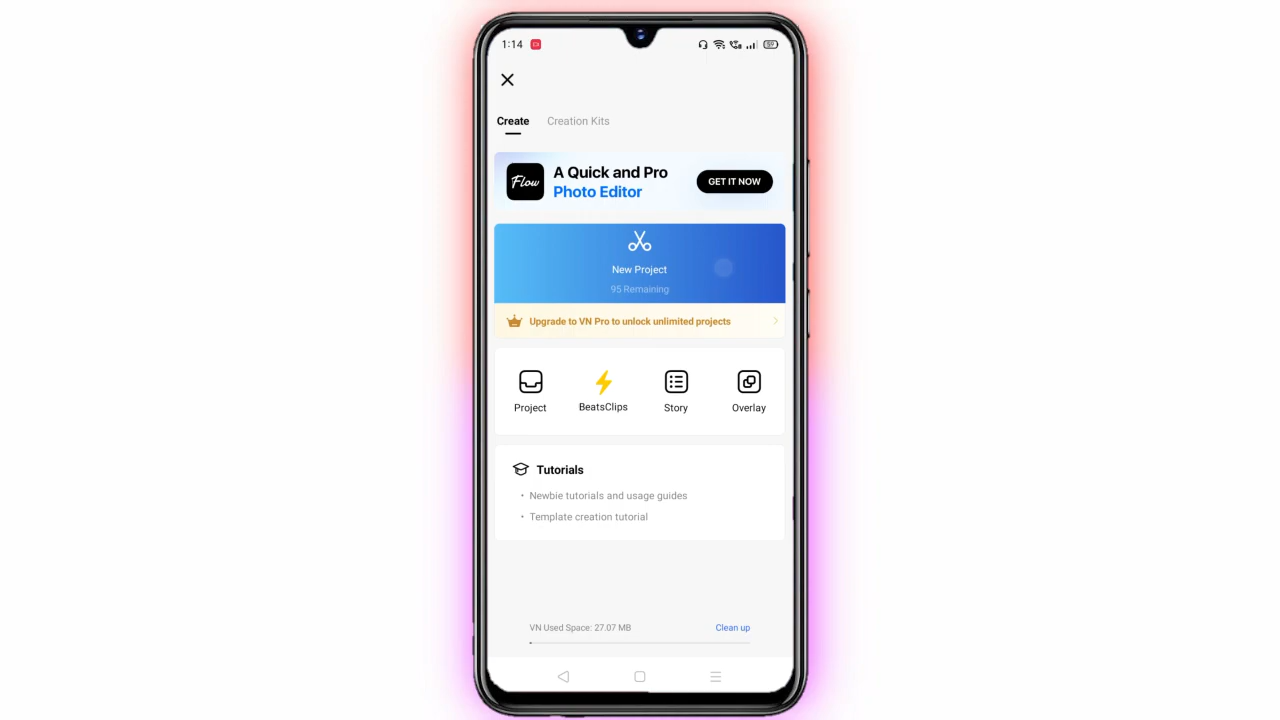 1:14
59
Create
Creation Kits
Flow
A Quick and Pro
Photo Editor
GET IT NOW
New Project
95 Remaining
Upgrade to VN Pro to unlock unlimited projects
Project
BeatsClips
Story
Overlay
Tutorials
• Newbie tutorials and usage guides
• Template creation tutorial
VN Used Space: 27.07 MB
Clean up